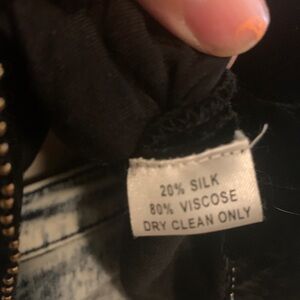 20% SILK
80% VISCOSE
DRY CLEAN ONLY